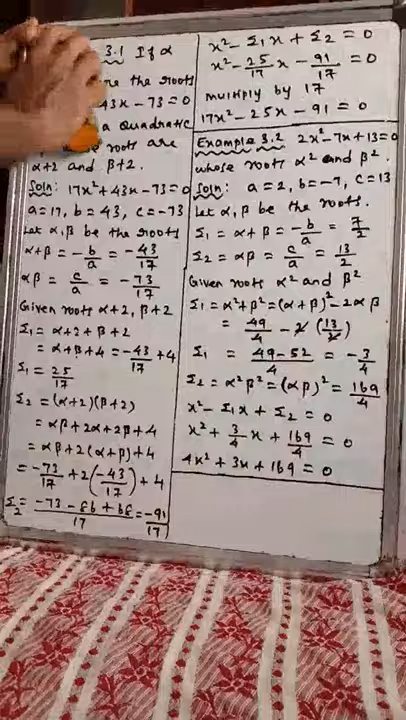 3.1 If α
re the roots
43x - 73 = 0
a quadratic
roots are
α+2 and β+2.
Soln: 17x² + 43x - 73 = 0
a = 17, b = 43, c = -73
Let α, β be the roots
α+β = -b/a = -43/17
αβ = c/a = -73/17
Given roots α+2, β+2
Σ₁ = α+2+β+2
= α+β+4 = -43/17 + 4
Σ₁ = 25/17
Σ₂ = (α+2)(β+2)
= αβ + 2α + 2β + 4
= αβ + 2(α+β) + 4
= -73/17 + 2(-43/17) + 4
Σ₂ = (-73 - 86 + 68)/17 = -91/17
x² - Σ₁x + Σ₂ = 0
x² - 25/17 x - 91/17 = 0
multiply by 17
17x² - 25x - 91 = 0
Example 3.2 2x² - 7x + 13 = 0
whose roots α² and β².
Soln: a = 2, b = -7, c = 13
Let α, β be the roots.
Σ₁ = α+β = -b/a = 7/2
Σ₂ = αβ = c/a = 13/2
Given roots α² and β²
Σ₁ = α²+β² = (α+β)² - 2αβ
= 49/4 - 2(13/2)
Σ₁ = (49-52)/4 = -3/4
Σ₂ = α²β² = (αβ)² = 169/4
x² - Σ₁x + Σ₂ = 0
x² + 3/4 x + 169/4 = 0
4x² + 3x + 169 = 0